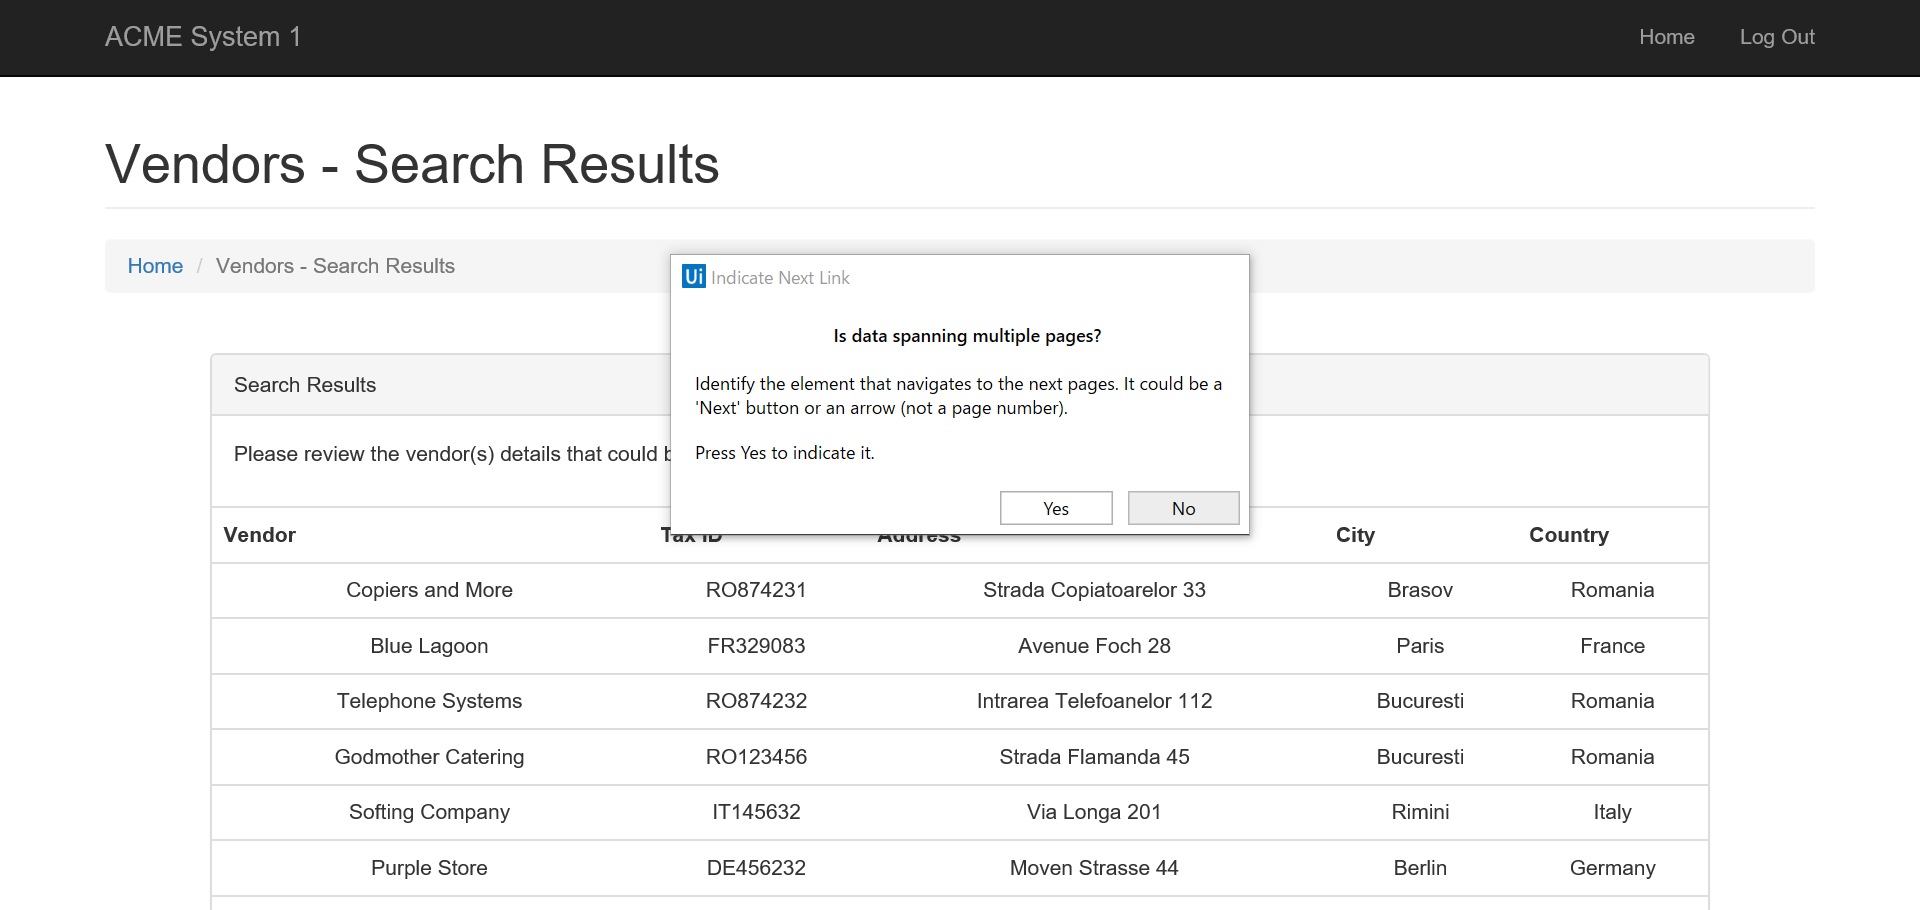 ACME System 1 Home Log Out
Vendors - Search Results
Home / Vendors - Search Results
Ui Indicate Next Link
Is data spanning multiple pages?
Identify the element that navigates to the next pages. It could be a
'Next' button or an arrow (not a page number).
Press Yes to indicate it.
Yes No
Search Results
Please review the vendor(s) details that could
Vendor Tax ID Address City Country
Copiers and More RO874231 Strada Copiatoarelor 33 Brasov Romania
Blue Lagoon FR329083 Avenue Foch 28 Paris France
Telephone Systems RO874232 Intrarea Telefoanelor 112 Bucuresti Romania
Godmother Catering RO123456 Strada Flamanda 45 Bucuresti Romania
Softing Company IT145632 Via Longa 201 Rimini Italy
Purple Store DE456232 Moven Strasse 44 Berlin Germany